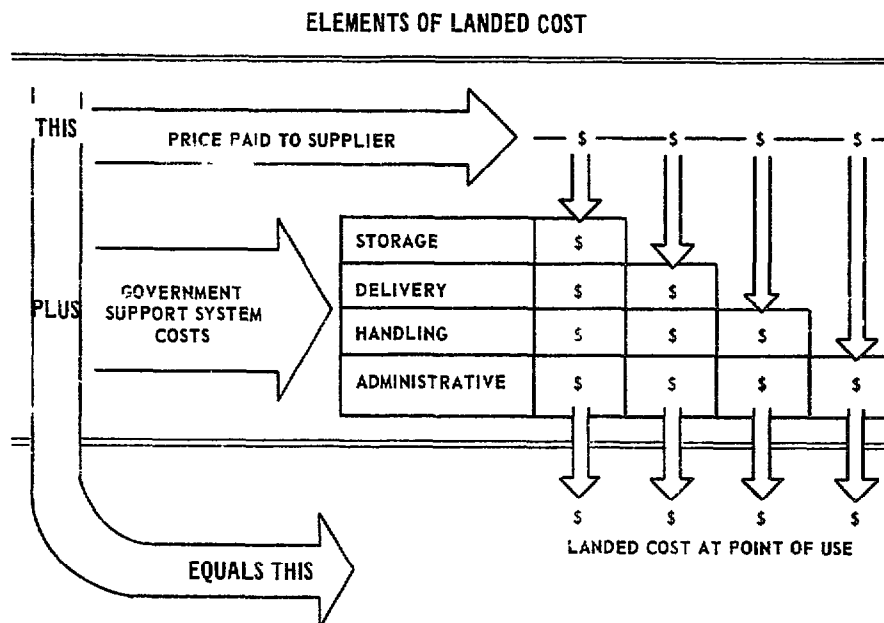 ELEMENTS OF LANDED COST
THIS
PRICE PAID TO SUPPLIER
$ $ $ $
PLUS
GOVERNMENT
SUPPORT SYSTEM
COSTS
STORAGE $
DELIVERY $ $
HANDLING $ $ $
ADMINISTRATIVE $ $ $ $
$ $ $ $
LANDED COST AT POINT OF USE
EQUALS THIS